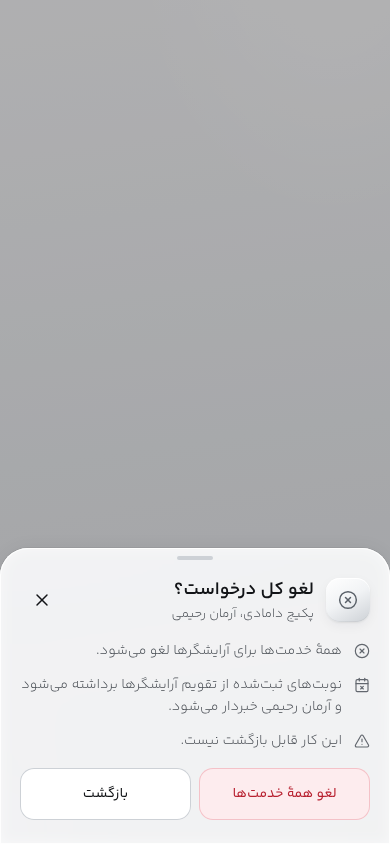 لغو کل درخواست؟
پکیج دامادی، آرمان رحیمی
همهٔ خدمت‌ها برای آرایشگرها لغو می‌شود.
نوبت‌های ثبت‌شده از تقویم آرایشگرها برداشته می‌شود
و آرمان رحیمی خبردار می‌شود.
این کار قابل بازگشت نیست.
لغو همهٔ خدمت‌ها
بازگشت